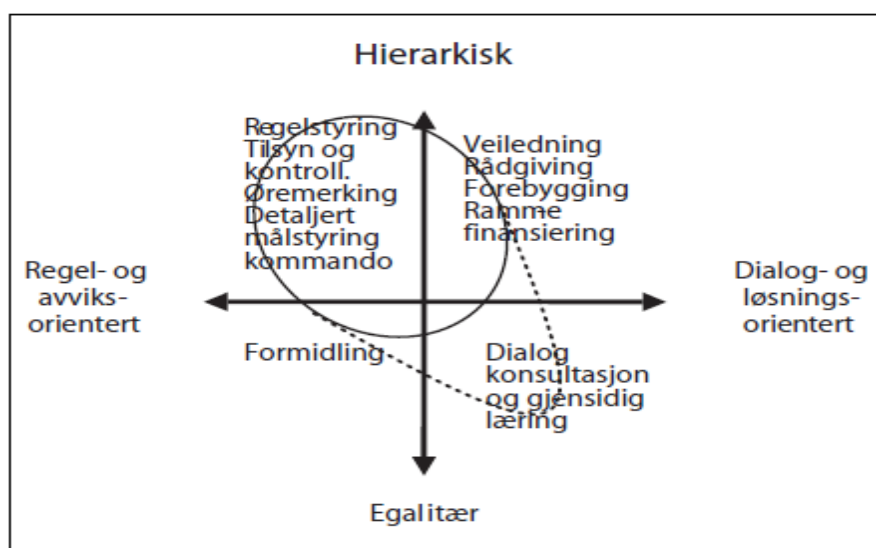 Hierarkisk
Regelstyring
Tilsyn og
kontroll.
Øremerking
Detaljert
målstyring
kommando
Veiledning
Rådgiving
Forebygging
Ramme-
finansiering
Regel- og
avviks-
orientert
Dialog- og
løsnings-
orientert
Formidling
Dialog
konsultasjon
og gjensidig
læring
Egalitær